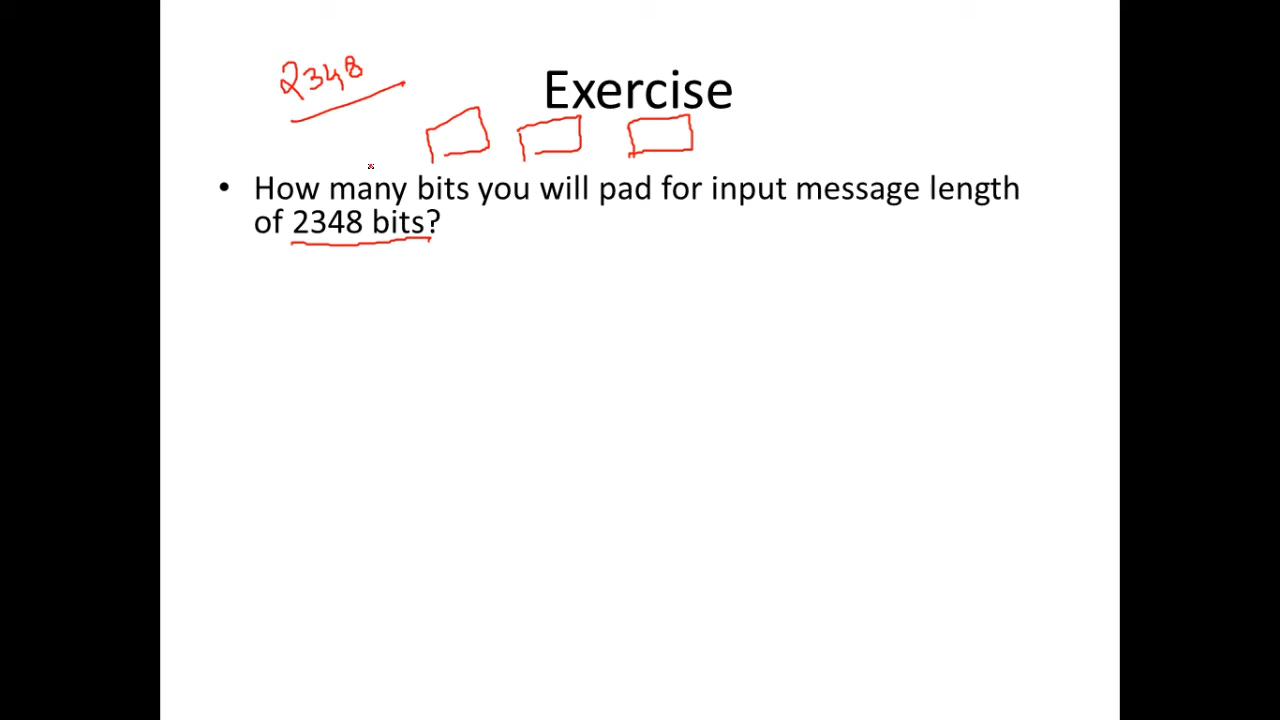 2348
Exercise
• How many bits you will pad for input message length
of 2348 bits?